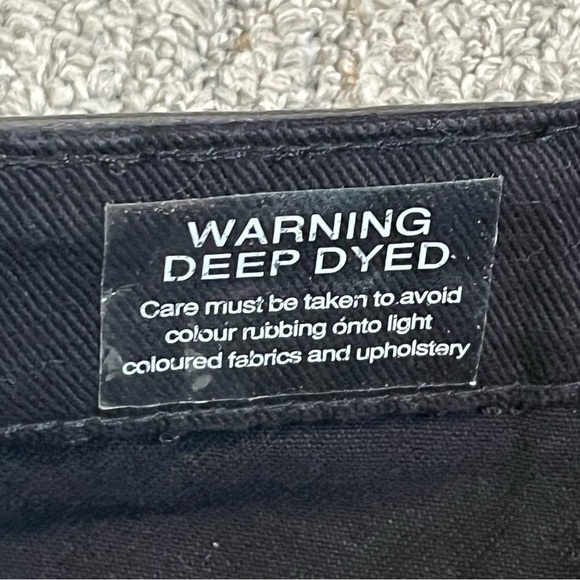 WARNING
DEEP DYED
Care must be taken to avoid
colour rubbing onto light
coloured fabrics and upholstery